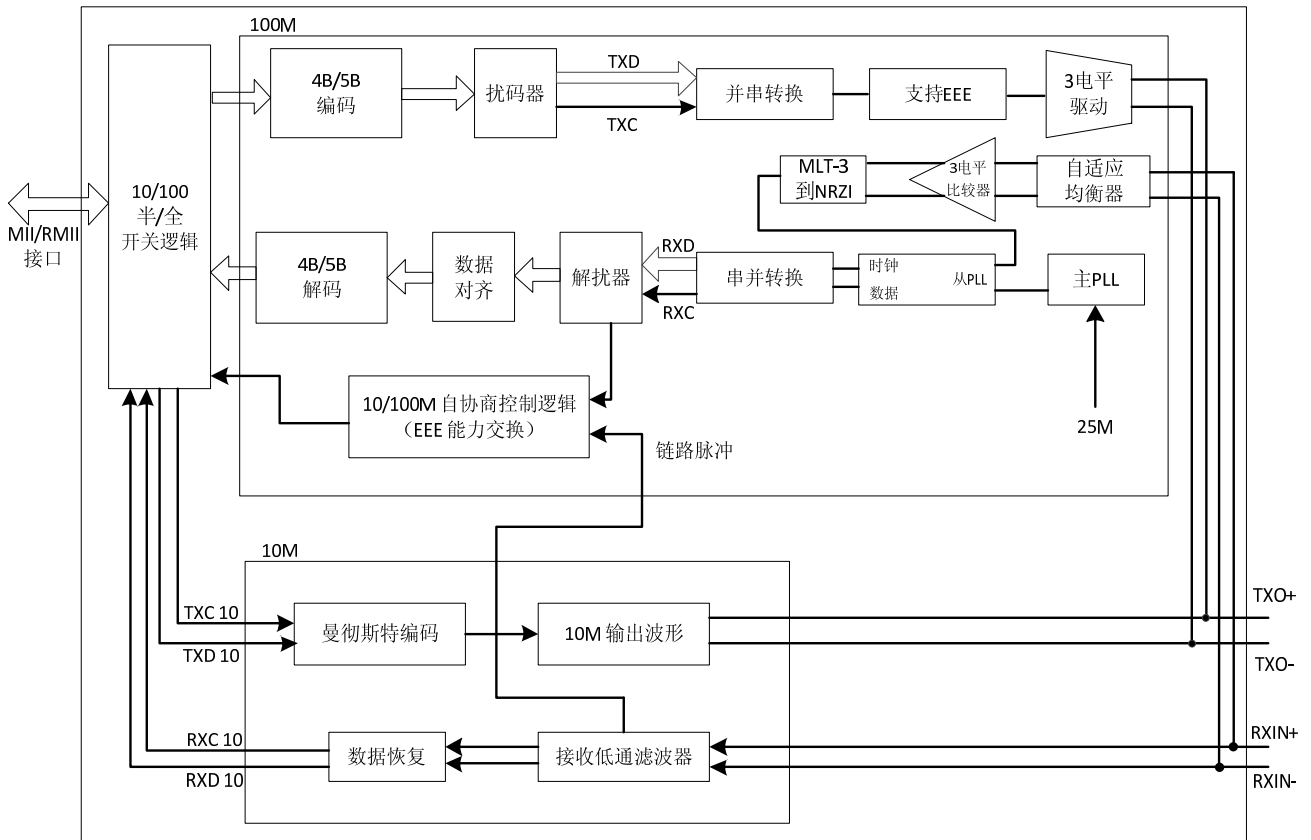 100M
4B/5B
编码
扰码器
TXD
TXC
并串转换
支持EEE
3电平
驱动
10/100
半/全
开关逻辑
MII/RMII
接口
MLT-3
到NRZI
3电平
比较器
自适应
均衡器
4B/5B
解码
数据
对齐
解扰器
RXD
RXC
串并转换
时钟
数据
从PLL
主PLL
25M
10/100M 自协商控制逻辑
(EEE 能力交换)
链路脉冲
10M
TXC 10
TXD 10
曼彻斯特编码
10M 输出波形
TXO+
TXO-
RXC 10
RXD 10
数据恢复
接收低通滤波器
RXIN+
RXIN-